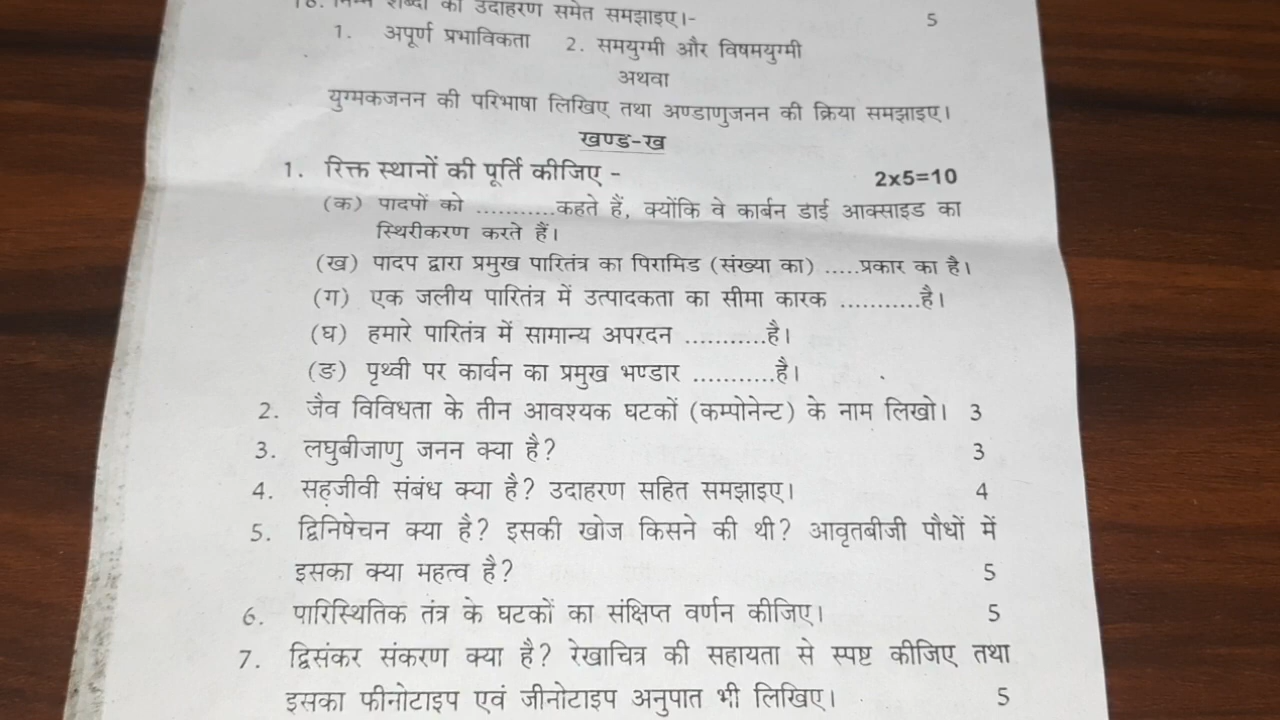 18. निम्न शब्दों को उदाहरण समेत समझाइए।- 5
1. अपूर्ण प्रभाविकता 2. समयुग्मी और विषमयुग्मी
अथवा
युग्मकजनन की परिभाषा लिखिए तथा अण्डाणुजनन की क्रिया समझाइए।
खण्ड-ख
1. रिक्त स्थानों की पूर्ति कीजिए - 2x5=10
(क) पादपों को ...........कहते हैं, क्योंकि वे कार्बन डाई आक्साइड का
स्थिरीकरण करते हैं।
(ख) पादप द्वारा प्रमुख पारितंत्र का पिरामिड (संख्या का) .....प्रकार का है।
(ग) एक जलीय पारितंत्र में उत्पादकता का सीमा कारक ...........है।
(घ) हमारे पारितंत्र में सामान्य अपरदन ...........है।
(ङ) पृथ्वी पर कार्बन का प्रमुख भण्डार ...........है।
2. जैव विविधता के तीन आवश्यक घटकों (कम्पोनेन्ट) के नाम लिखो। 3
3. लघुबीजाणु जनन क्या है? 3
4. सहजीवी संबंध क्या है? उदाहरण सहित समझाइए। 4
5. द्विनिषेचन क्या है? इसकी खोज किसने की थी? आवृतबीजी पौधों में
इसका क्या महत्व है? 5
6. पारिस्थितिक तंत्र के घटकों का संक्षिप्त वर्णन कीजिए। 5
7. द्विसंकर संकरण क्या है? रेखाचित्र की सहायता से स्पष्ट कीजिए तथा
इसका फीनोटाइप एवं जीनोटाइप अनुपात भी लिखिए। 5